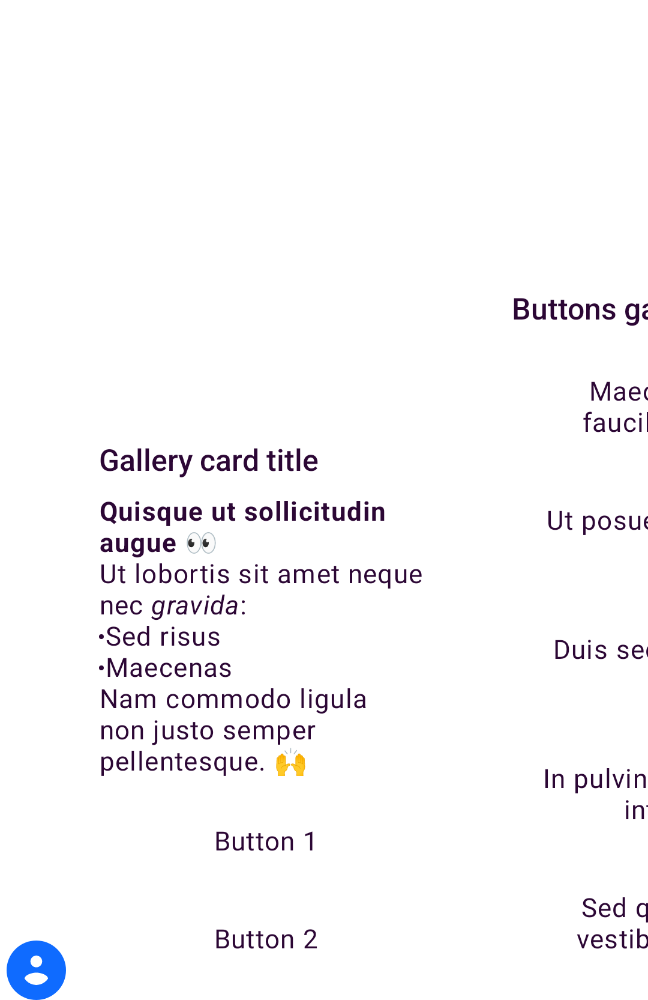 Gallery card title
Quisque ut sollicitudin
augue 👀
Ut lobortis sit amet neque
nec gravida:
•Sed risus
•Maecenas
Nam commodo ligula
non justo semper
pellentesque. 🙌
Button 1
Button 2
Buttons ga
Maec
faucil
Ut posue
Duis sec
In pulvin
int
Sed q
vestib